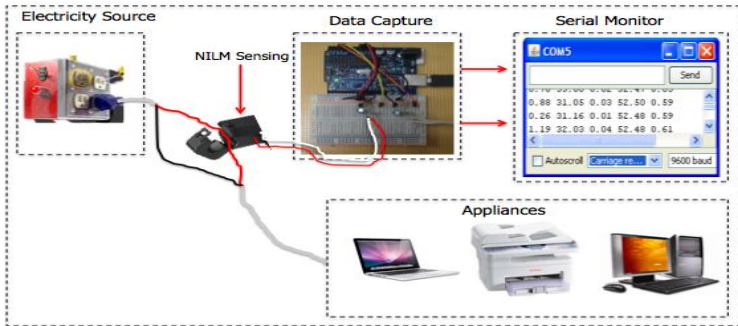 Electricity Source
Data Capture
Serial Monitor
NILM Sensing
COM5
Send
0.88 31.05 0.03 52.50 0.59
0.26 31.16 0.01 52.48 0.59
1.19 32.03 0.04 52.48 0.61
Autoscroll
Carriage re...
9600 baud
Appliances